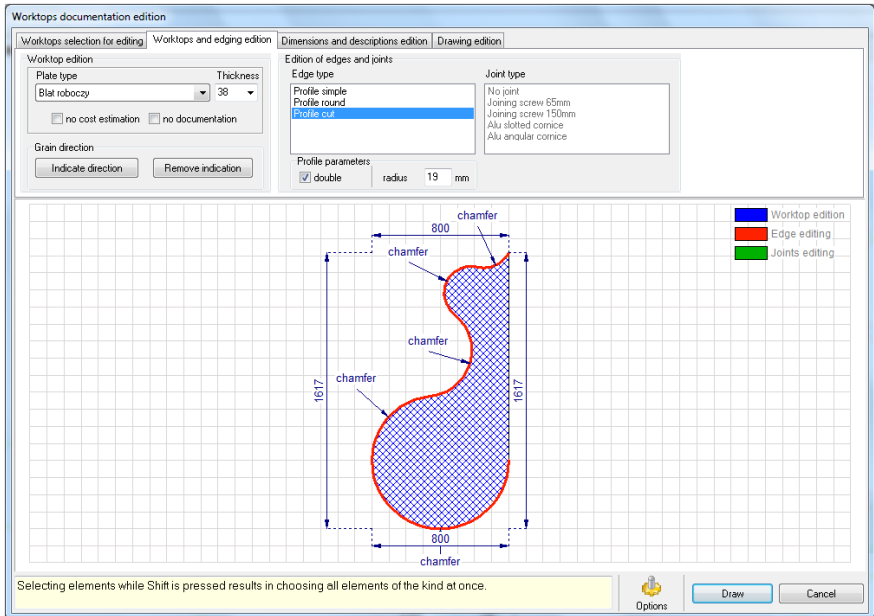 Worktops documentation edition
Worktops selection for editing Worktops and edging edition Dimensions and descriptions edition Drawing edition
Worktop edition
Plate type Thickness
Blat roboczy 38
no cost estimation no documentation
Grain direction
Indicate direction Remove indication
Edition of edges and joints
Edge type
Profile simple
Profile round
Profile cut
Joint type
No joint
Joining screw 65mm
Joining screw 150mm
Alu slotted cornice
Alu angular cornice
Profile parameters
double radius 19 mm
Worktop edition
Edge editing
Joints editing
chamfer
800
chamfer
chamfer
chamfer
1617
1617
800
chamfer
Selecting elements while Shift is pressed results in choosing all elements of the kind at once.
Options
Draw Cancel